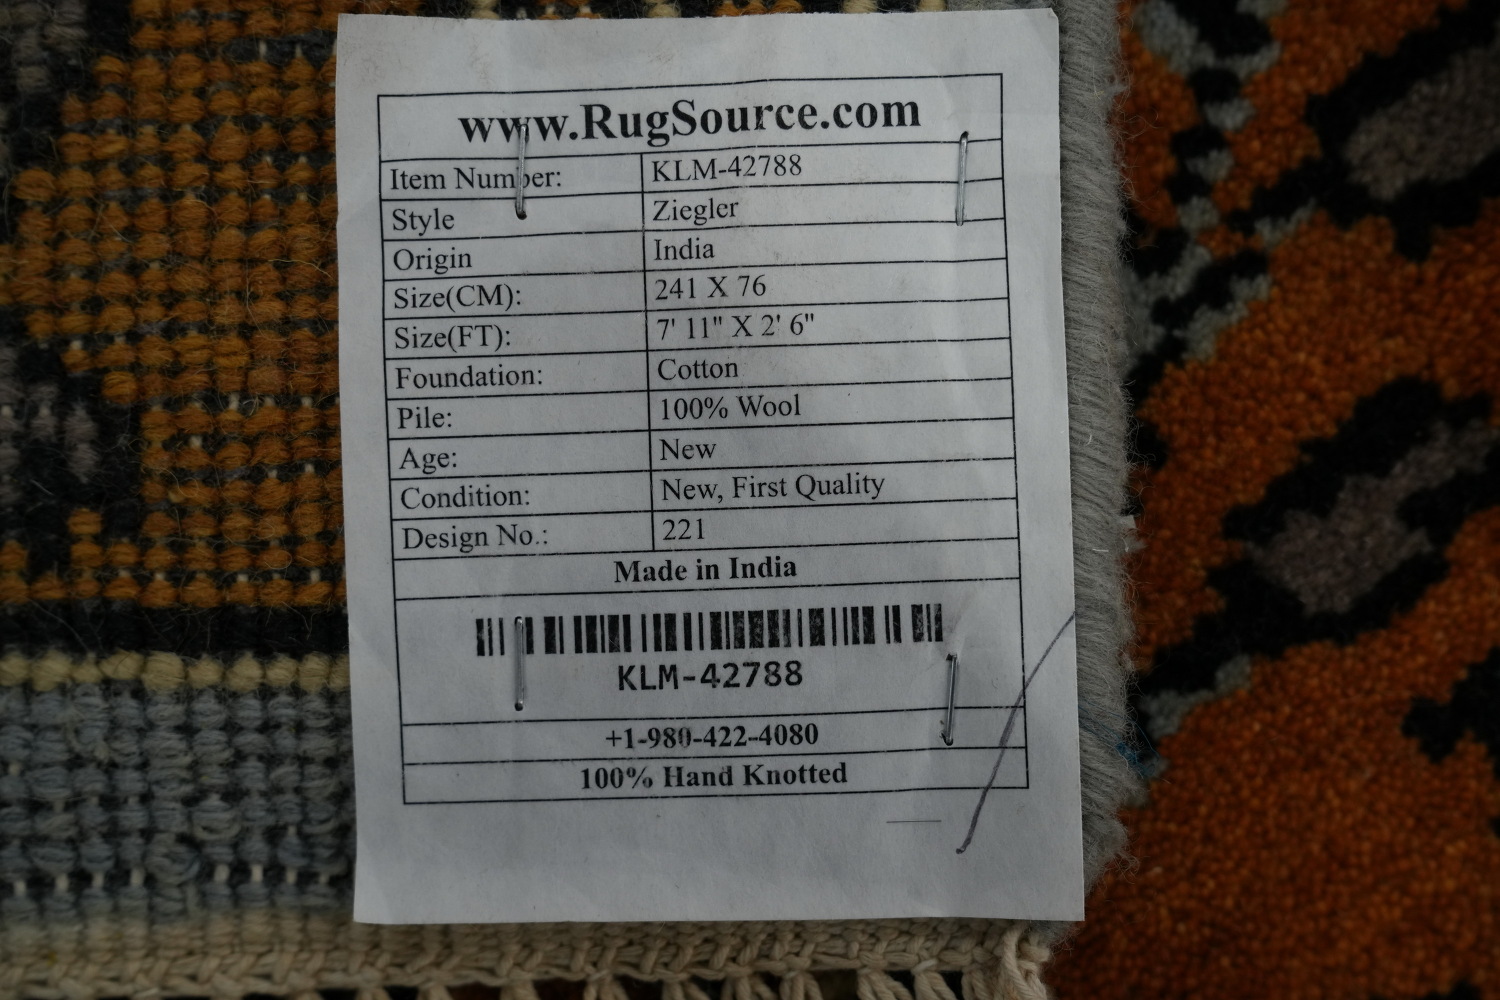 www.RugSource.com
Item Number: KLM-42788
Style Ziegler
Origin India
Size(CM): 241 X 76
Size(FT): 7' 11" X 2' 6"
Foundation: Cotton
Pile: 100% Wool
Age: New
Condition: New, First Quality
Design No.: 221
Made in India
KLM-42788
+1-980-422-4080
100% Hand Knotted